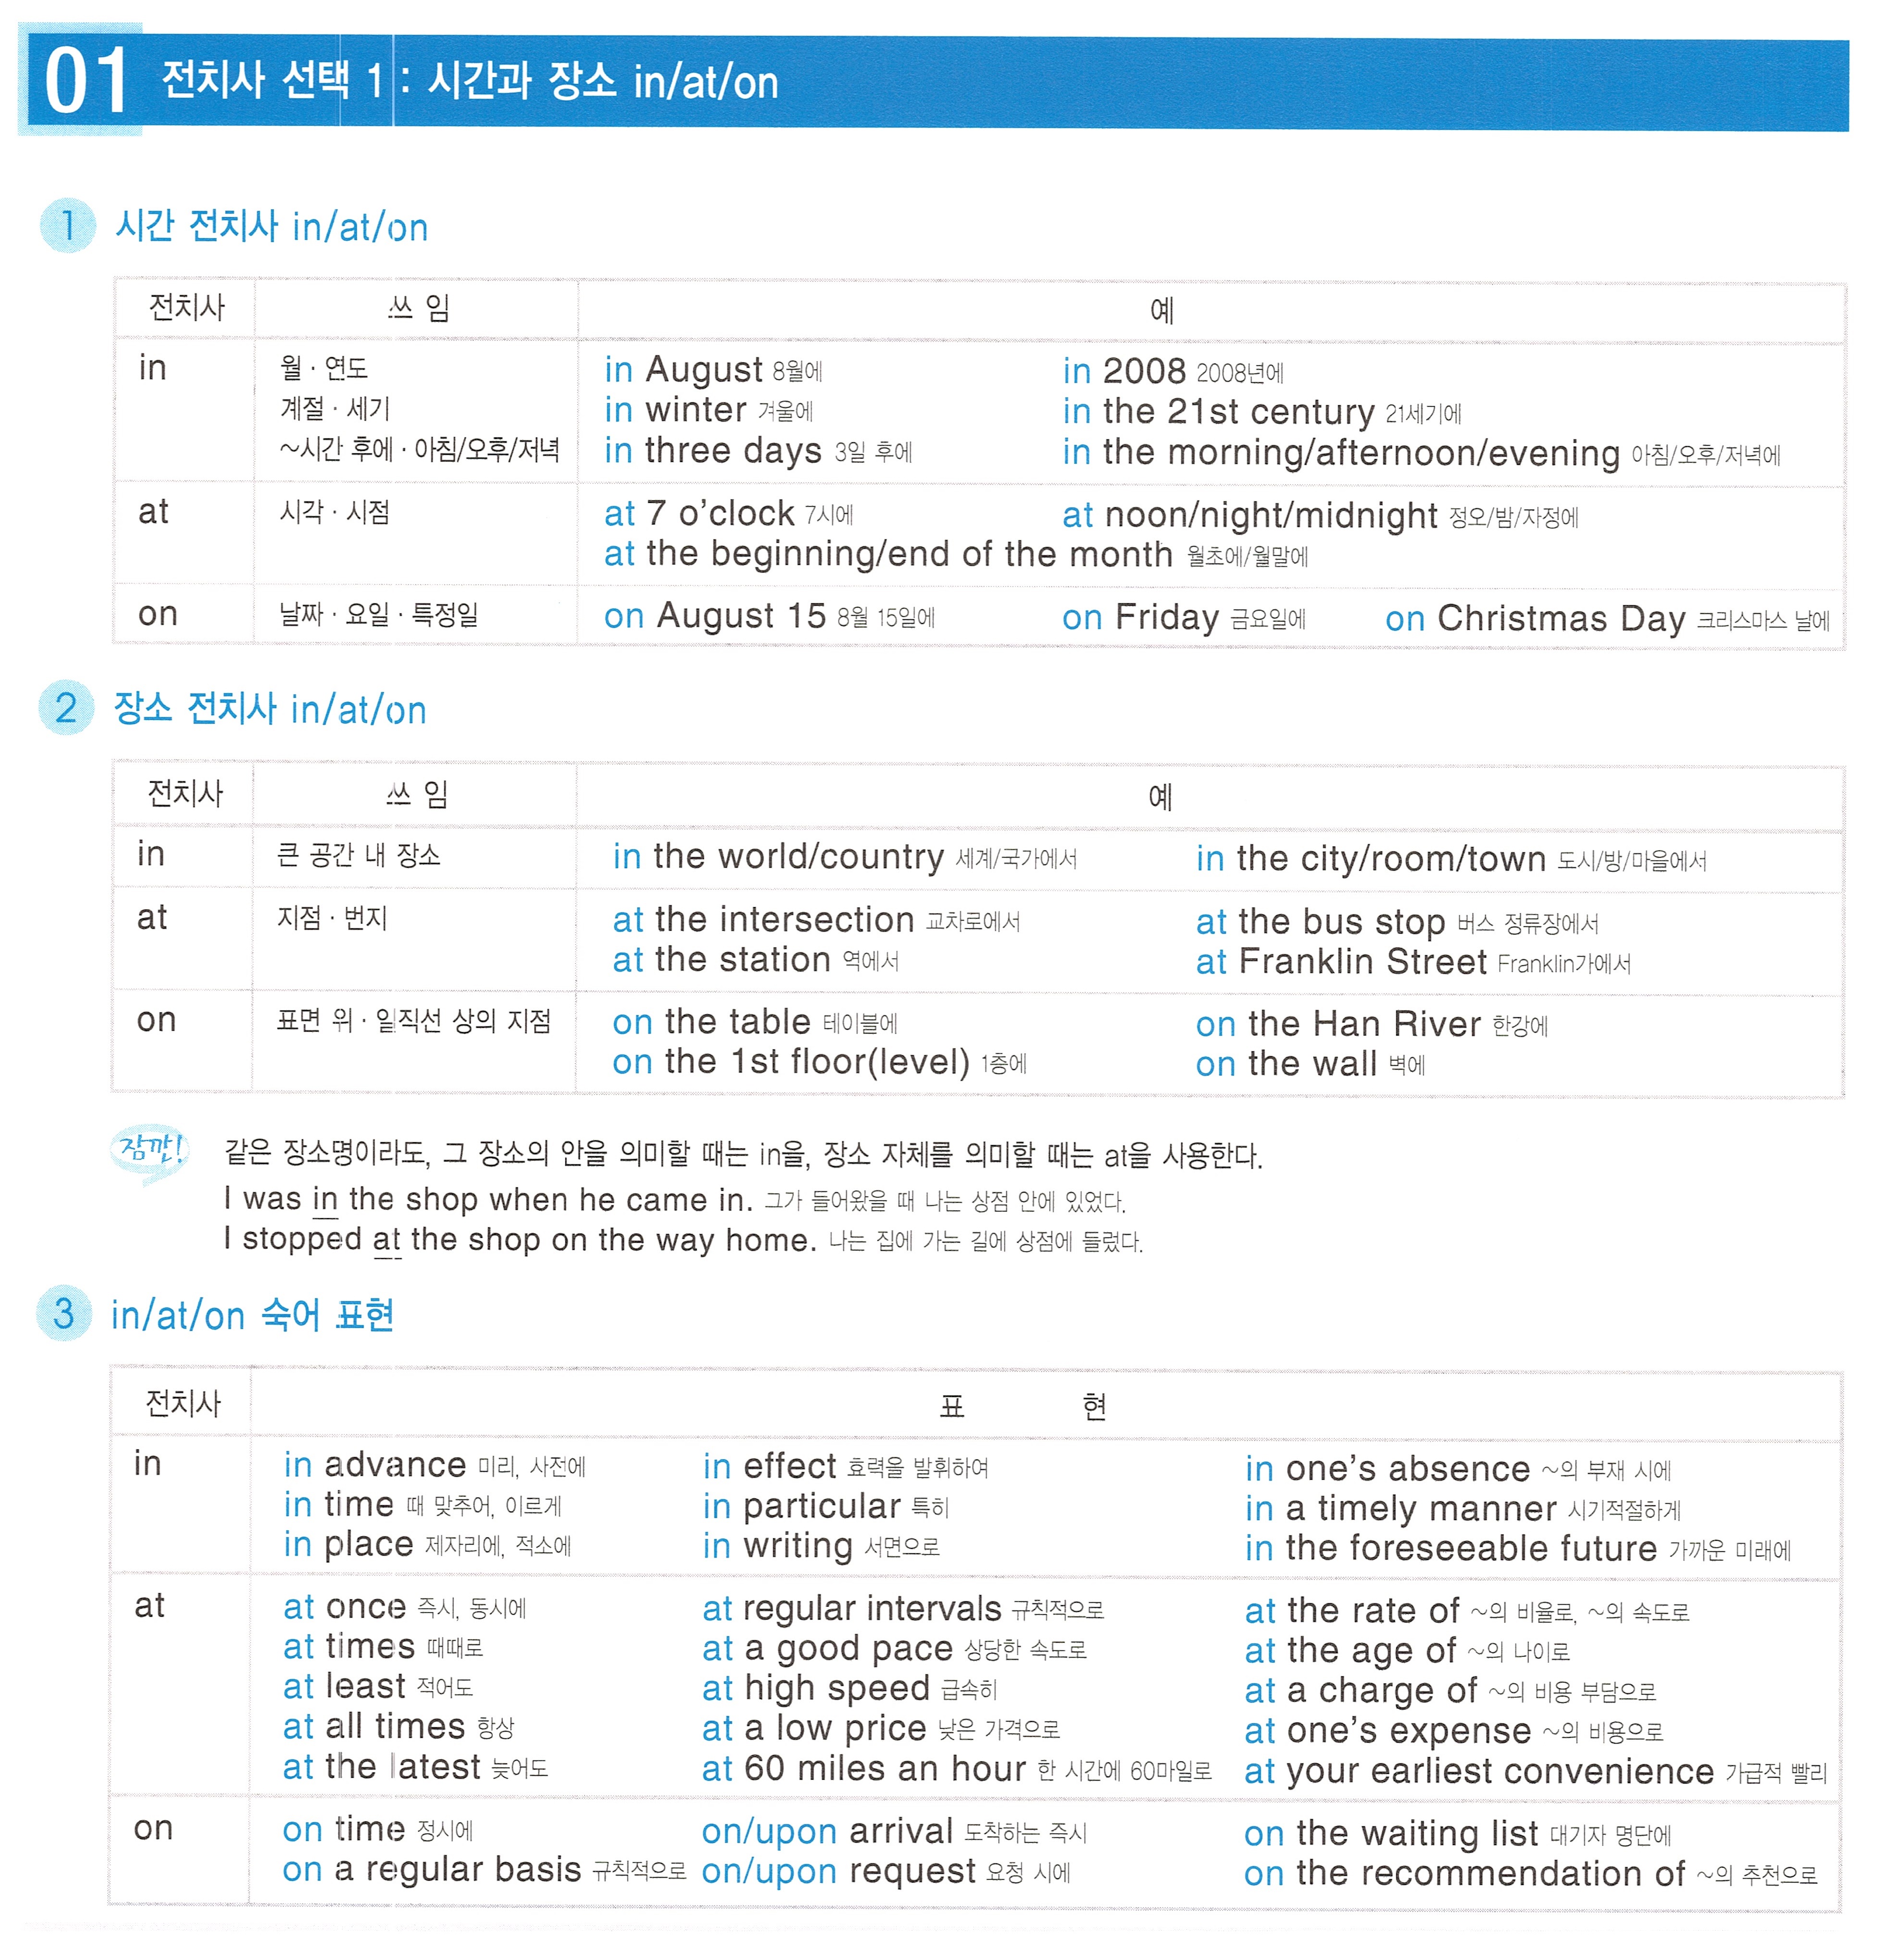 01 전치사 선택 1 : 시간과 장소 in/at/on
1 시간 전치사 in/at/on
전치사 쓰 임 예
in 월 · 연도 in August 8월에 in 2008 2008년에
계절 · 세기 in winter 겨울에 in the 21st century 21세기에
~시간 후에 · 아침/오후/저녁 in three days 3일 후에 in the morning/afternoon/evening 아침/오후/저녁에
at 시각 · 시점 at 7 o'clock 7시에 at noon/night/midnight 정오/밤/자정에
at the beginning/end of the month 월초에/월말에
on 날짜 · 요일 · 특정일 on August 15 8월 15일에 on Friday 금요일에 on Christmas Day 크리스마스 날에
2 장소 전치사 in/at/on
전치사 쓰 임 예
in 큰 공간 내 장소 in the world/country 세계/국가에서 in the city/room/town 도시/방/마을에서
at 지점 · 번지 at the intersection 교차로에서 at the bus stop 버스 정류장에서
at the station 역에서 at Franklin Street Franklin가에서
on 표면 위 · 일직선 상의 지점 on the table 테이블에 on the Han River 한강에
on the 1st floor(level) 1층에 on the wall 벽에
잠깐! 같은 장소명이라도, 그 장소의 안을 의미할 때는 in을, 장소 자체를 의미할 때는 at을 사용한다.
I was in the shop when he came in. 그가 들어왔을 때 나는 상점 안에 있었다.
I stopped at the shop on the way home. 나는 집에 가는 길에 상점에 들렀다.
3 in/at/on 숙어 표현
전치사 표 현
in in advance 미리, 사전에 in effect 효력을 발휘하여 in one's absence ~의 부재 시에
in time 때 맞추어, 이르게 in particular 특히 in a timely manner 시기적절하게
in place 제자리에, 적소에 in writing 서면으로 in the foreseeable future 가까운 미래에
at at once 즉시, 동시에 at regular intervals 규칙적으로 at the rate of ~의 비율로, ~의 속도로
at times 때때로 at a good pace 상당한 속도로 at the age of ~의 나이로
at least 적어도 at high speed 급속히 at a charge of ~의 비용 부담으로
at all times 항상 at a low price 낮은 가격으로 at one's expense ~의 비용으로
at the latest 늦어도 at 60 miles an hour 한 시간에 60마일로 at your earliest convenience 가급적 빨리
on on time 정시에 on/upon arrival 도착하는 즉시 on the waiting list 대기자 명단에
on a regular basis 규칙적으로 on/upon request 요청 시에 on the recommendation of ~의 추천으로